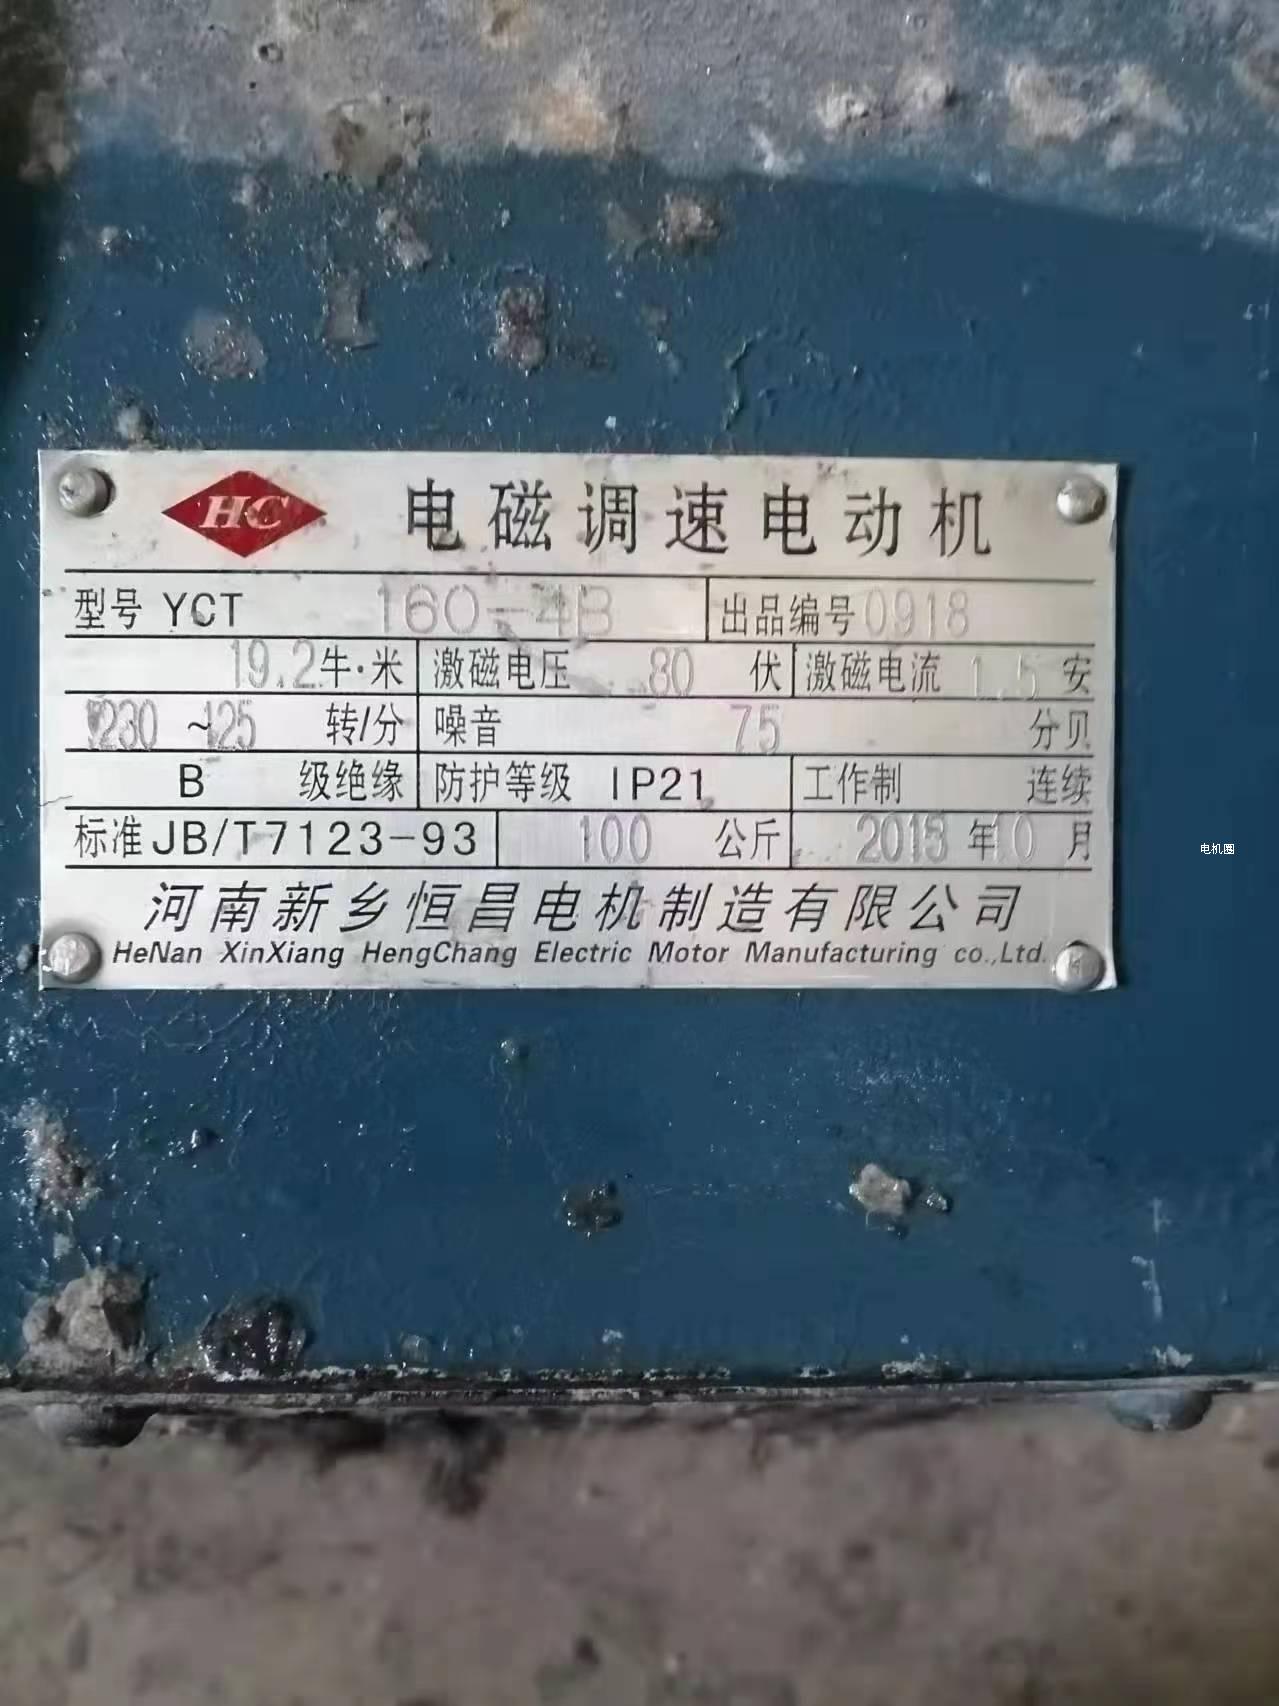 HC 电磁调速电动机
型号 YCT 160-4B 出品编号 0918
19.2 牛·米 激磁电压 80 伏 激磁电流 1.5 安
1230 ~125 转/分 噪音 75 分贝
B 级绝缘 防护等级 IP21 工作制 连续
标准 JB/T7123-93 100 公斤 2013 年 10 月
河南新乡恒昌电机制造有限公司
HeNan XinXiang HengChang Electric Motor Manufacturing co.,Ltd.
电机圈